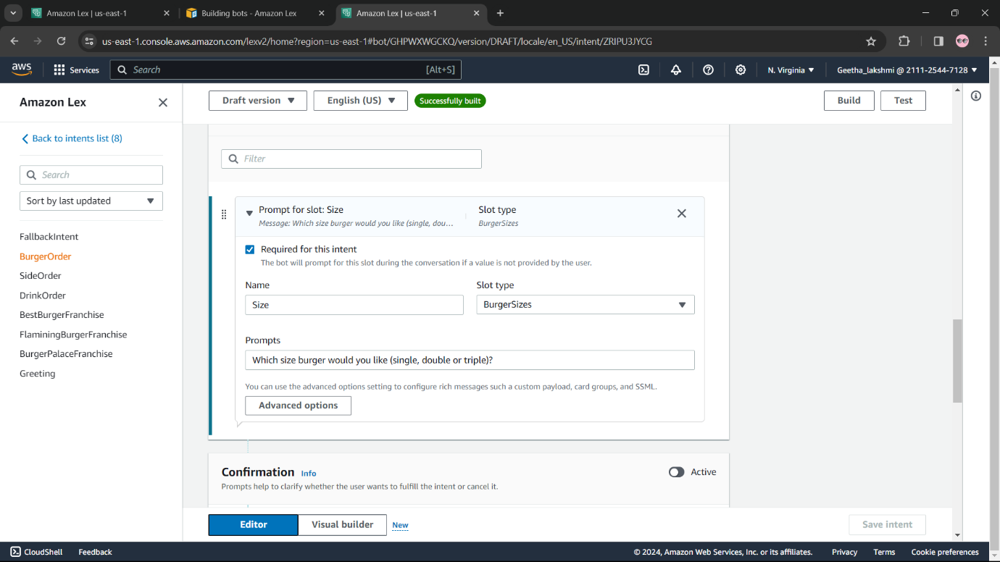 Amazon Lex | us-east-1
Building bots - Amazon Lex
Amazon Lex | us-east-1
us-east-1.console.aws.amazon.com/lexv2/home?region=us-east-1#bot/GHPWXWGCKQ/version/DRAFT/locale/en_US/intent/ZRIPU3JYCG
aws
Services
Search
[Alt+S]
N. Virginia
Geetha_lakshmi @ 2111-2544-7128
Amazon Lex
Back to intents list (8)
Search
Sort by last updated
FallbackIntent
BurgerOrder
SideOrder
DrinkOrder
BestBurgerFranchise
FlaminingBurgerFranchise
BurgerPalaceFranchise
Greeting
Draft version
English (US)
Successfully built
Build
Test
Filter
Prompt for slot: Size
Message: Which size burger would you like (single, dou...
Slot type
BurgerSizes
Required for this intent
The bot will prompt for this slot during the conversation if a value is not provided by the user.
Name
Slot type
Size
BurgerSizes
Prompts
Which size burger would you like (single, double or triple)?
You can use the advanced options setting to configure rich messages such a custom payload, card groups, and SSML.
Advanced options
Confirmation Info
Active
Prompts help to clarify whether the user wants to fulfill the intent or cancel it.
Editor
Visual builder
New
Save intent
CloudShell
Feedback
© 2024, Amazon Web Services, Inc. or its affiliates.
Privacy
Terms
Cookie preferences